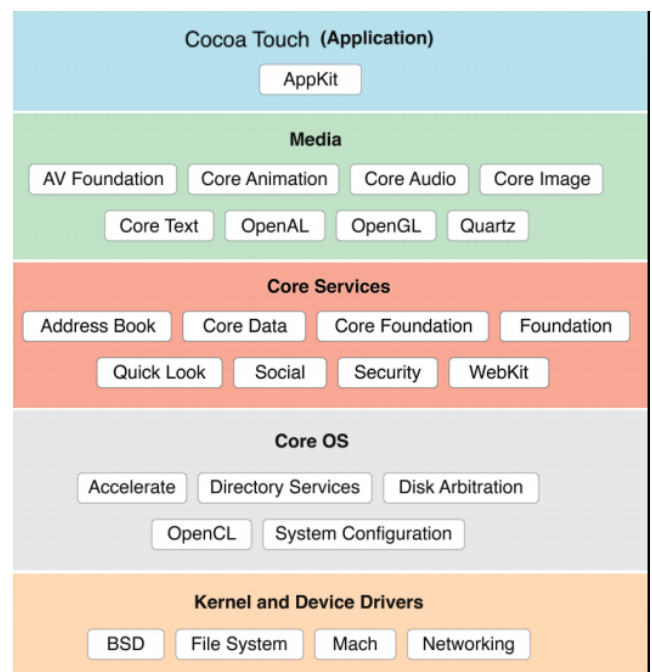 Cocoa Touch (Application)
AppKit
Media
AV Foundation Core Animation Core Audio Core Image
Core Text OpenAL OpenGL Quartz
Core Services
Address Book Core Data Core Foundation Foundation
Quick Look Social Security WebKit
Core OS
Accelerate Directory Services Disk Arbitration
OpenCL System Configuration
Kernel and Device Drivers
BSD File System Mach Networking